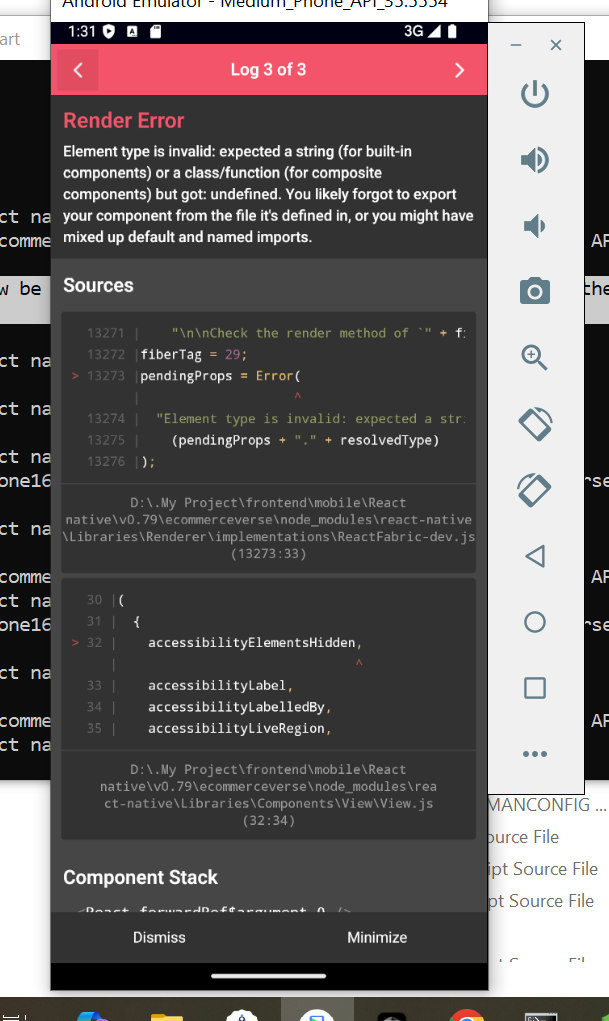 Android Emulator - Medium_Phone_API_35:5554
art
1:31
A
3G
Log 3 of 3
Render Error
Element type is invalid: expected a string (for built-in
components) or a class/function (for composite
components) but got: undefined. You likely forgot to export
your component from the file it's defined in, or you might have
mixed up default and named imports.
Sources
13271 | "\n\nCheck the render method of `" + f
13272 |fiberTag = 29;
> 13273 |pendingProps = Error(
| ^
13274 | "Element type is invalid: expected a str
13275 | (pendingProps + "." + resolvedType)
13276 |);
D:\.My Project\frontend\mobile\React
native\v0.79\ecommerceverse\node_modules\react-native
\Libraries\Renderer\implementations\ReactFabric-dev.js
(13273:33)
30 |(
31 | {
> 32 | accessibilityElementsHidden,
| ^
33 | accessibilityLabel,
34 | accessibilityLabelledBy,
35 | accessibilityLiveRegion,
D:\.My Project\frontend\mobile\React
native\v0.79\ecommerceverse\node_modules\rea
ct-native\Libraries\Components\View\View.js
(32:34)
Component Stack
<React.forwardRef$argument_0 />
Dismiss
Minimize
ct na
comme
AP
w be
the
ct na
ct na
ct na
one16
rse
ct na
comme
AP
ct na
one16
rse
ct na
comme
AP
ct na
MANCONFIG ...
ource File
ipt Source File
pt Source File